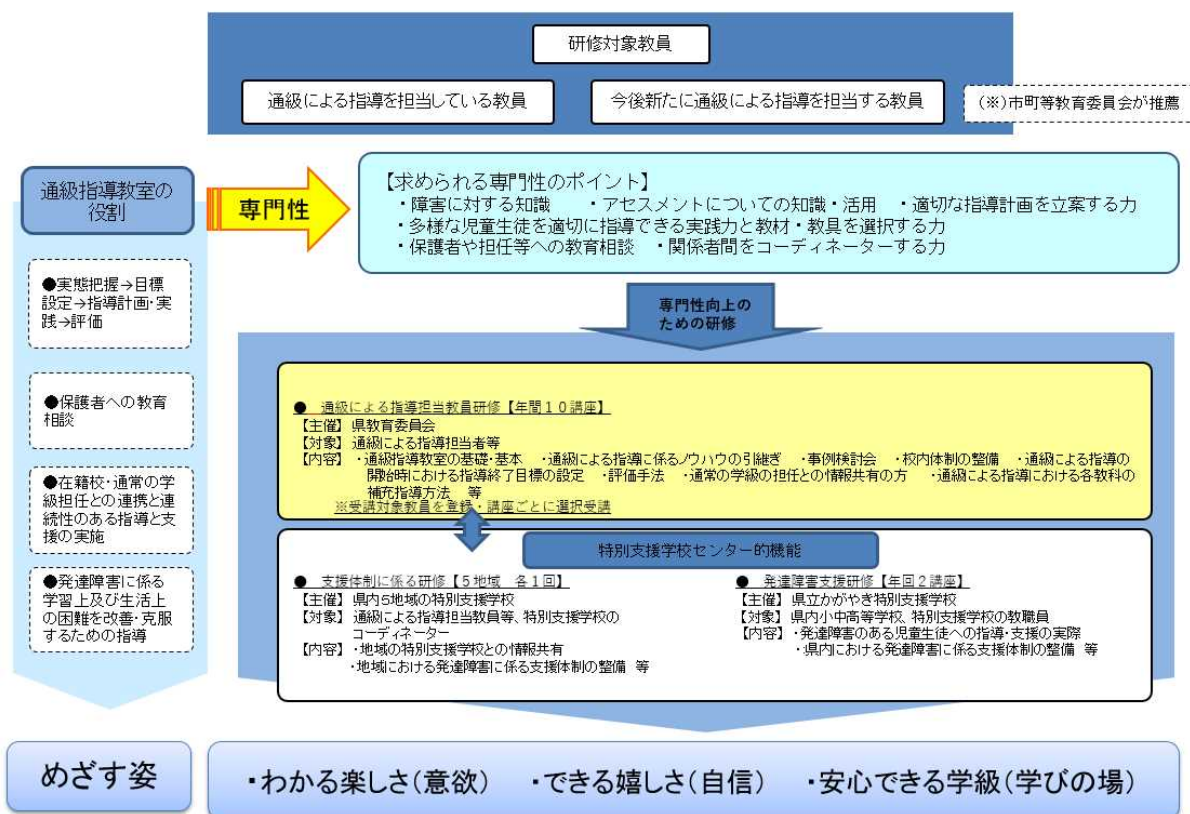 研修対象教員
通級による指導を担当している教員
今後新たに通級による指導を担当する教員
(※)市町等教育委員会が推薦
通級指導教室の
役割
専門性
【求められる専門性のポイント】
・障害に対する知識　・アセスメントについての知識・活用　・適切な指導計画を立案する力
・多様な児童生徒を適切に指導できる実践力と教材・教具を選択する力
・保護者や担任等への教育相談　・関係者間をコーディネーターする力
●実態把握→目標
設定→指導計画・実
践→評価
●保護者への教育
相談
●在籍校・通常の学
級担任との連携と連
続性のある指導と支
援の実施
●発達障害に係る
学習上及び生活上
の困難を改善・克服
するための指導
専門性向上の
ための研修
●　通級による指導担当教員研修【年間１０講座】
【主催】県教育委員会
【対象】通級による指導担当者等
【内容】・通級指導教室の基礎・基本　・通級による指導に係るノウハウの引継ぎ　・事例検討会　・校内体制の整備　・通級による指導の
開始時における指導終了目標の設定　・評価手法　・通常の学級の担任との情報共有の方　・通級による指導における各教科の
補充指導方法　等
※受講対象教員を登録・講座ごとに選択受講
特別支援学校センター的機能
●　支援体制に係る研修【５地域　各１回】
【主催】県内５地域の特別支援学校
【対象】通級による指導担当教員等、特別支援学校の
コーディネーター
【内容】・地域の特別支援学校との情報共有
・地域における発達障害に係る支援体制の整備　等
●　発達障害支援研修【年回２講座】
【主催】県立かがやき特別支援学校
【対象】県内小中高等学校、特別支援学校の教職員
【内容】・発達障害のある児童生徒への指導・支援の実際
・県内における発達障害に係る支援体制の整備　等
めざす姿
・わかる楽しさ（意欲）　・できる嬉しさ（自信）　・安心できる学級（学びの場）